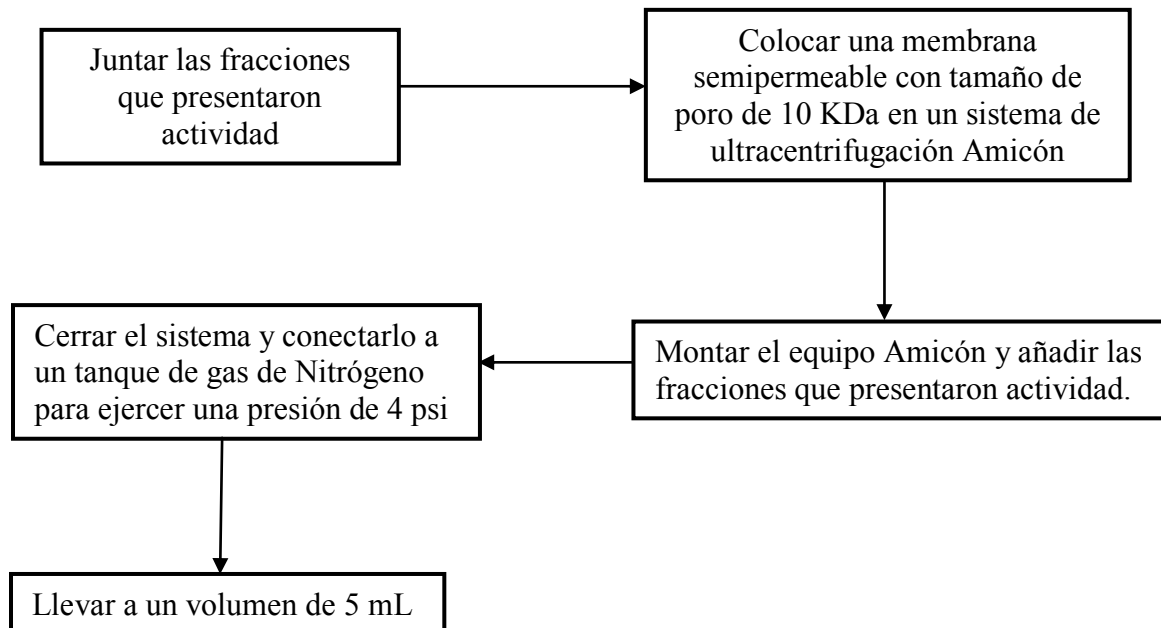 Juntar las fracciones
que presentaron
actividad
Colocar una membrana
semipermeable con tamaño de
poro de 10 KDa en un sistema de
ultracentrifugación Amicón
Montar el equipo Amicón y añadir las
fracciones que presentaron actividad.
Cerrar el sistema y conectarlo a
un tanque de gas de Nitrógeno
para ejercer una presión de 4 psi
Llevar a un volumen de 5 mL